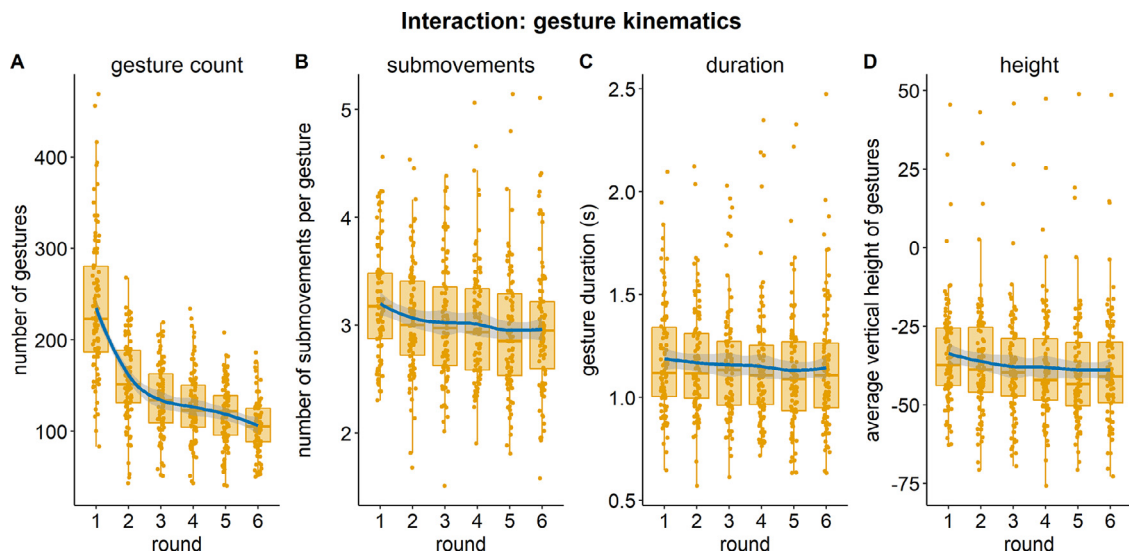 Interaction: gesture kinematics
A gesture count
number of gestures
400
300
200
100
1 2 3 4 5 6
round
B submovements
number of submovements per gesture
5
4
3
2
1 2 3 4 5 6
round
C duration
gesture duration (s)
2.5
2.0
1.5
1.0
0.5
1 2 3 4 5 6
round
D height
average vertical height of gestures
50
25
0
-25
-50
-75
1 2 3 4 5 6
round